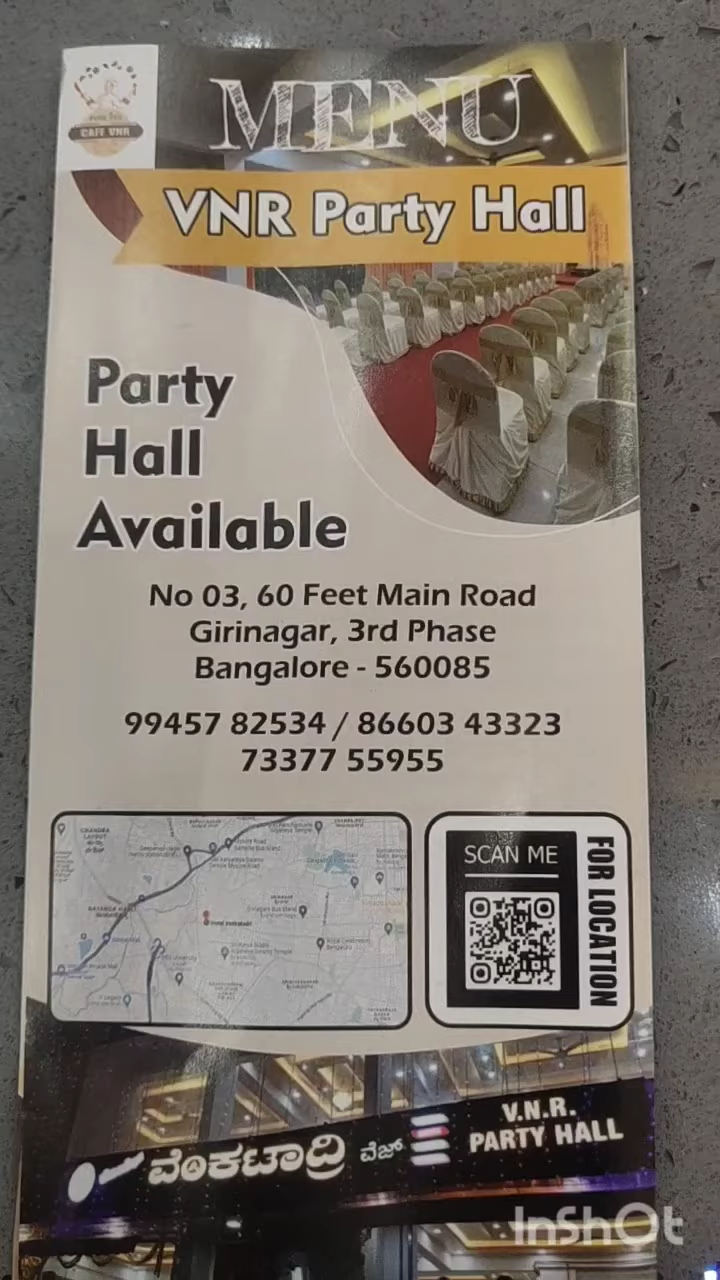 CAFE VNR
MENU
VNR Party Hall
Party
Hall
Available
No 03, 60 Feet Main Road
Girinagar, 3rd Phase
Bangalore - 560085
99457 82534 / 86603 43323
73377 55955
SCAN ME
FOR LOCATION
ವೆಂಕಟಾದ್ರಿ ವೆಜ್
V.N.R.
PARTY HALL
InShOt